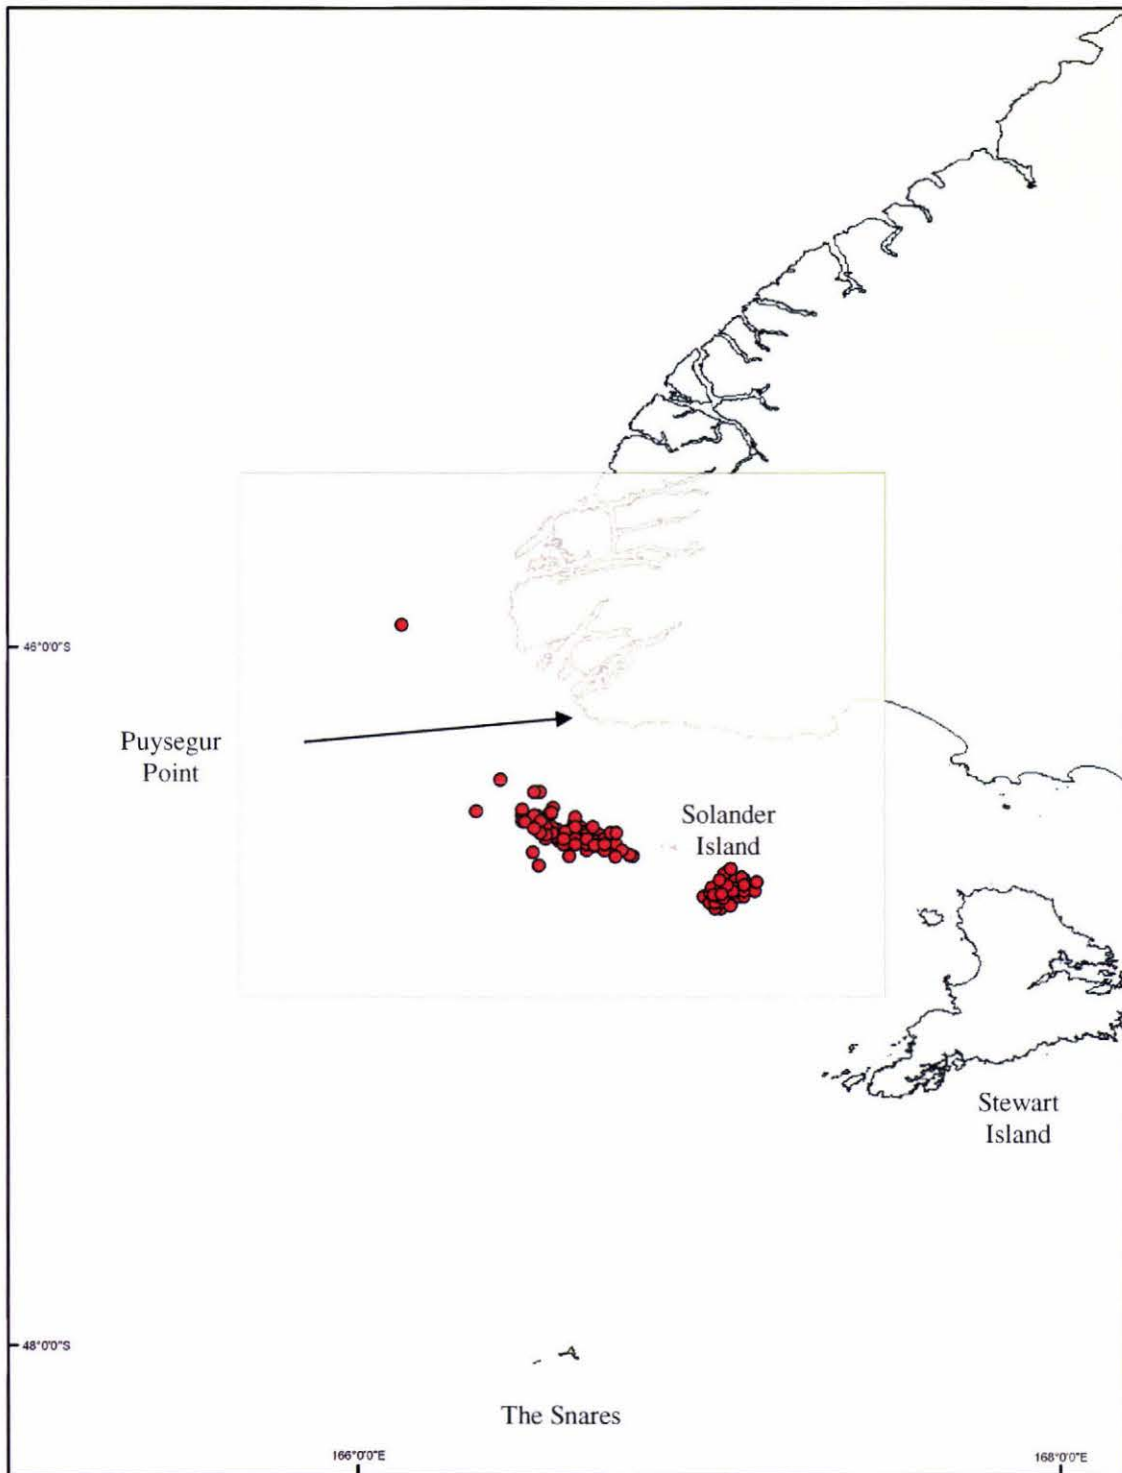 46°0'0"S
Puysegur
Point
Solander
Island
Stewart
Island
48°0'0"S
The Snares
166°0'0"E
168°0'0"E